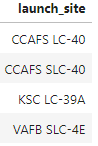 launch_site
CCAFS LC-40
CCAFS SLC-40
KSC LC-39A
VAFB SLC-4E